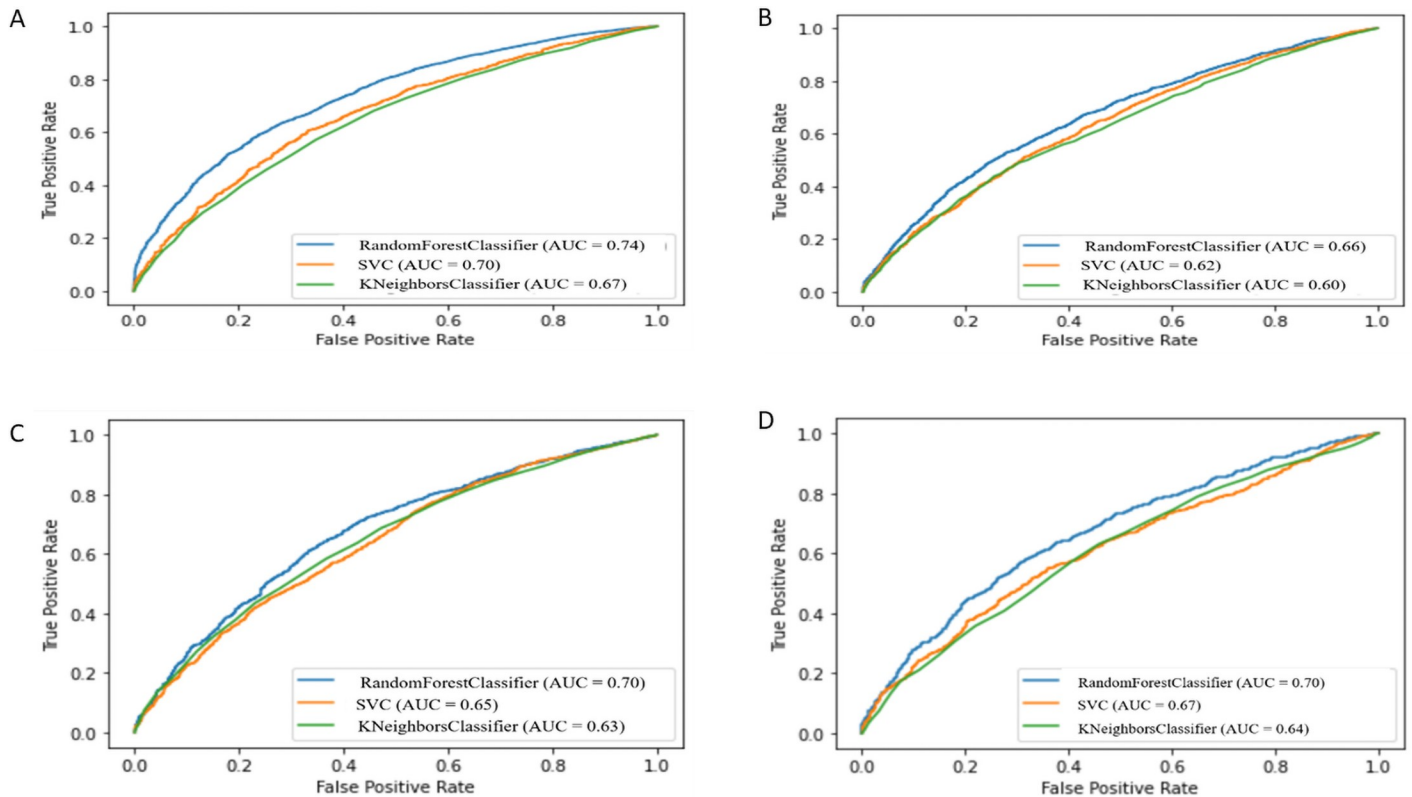 A
True Positive Rate
1.0
0.8
0.6
0.4
0.2
0.0
RandomForestClassifier (AUC = 0.74)
SVC (AUC = 0.70)
KNeighborsClassifier (AUC = 0.67)
0.0 0.2 0.4 0.6 0.8 1.0
False Positive Rate
B
True Positive Rate
1.0
0.8
0.6
0.4
0.2
0.0
RandomForestClassifier (AUC = 0.66)
SVC (AUC = 0.62)
KNeighborsClassifier (AUC = 0.60)
0.0 0.2 0.4 0.6 0.8 1.0
False Positive Rate
C
True Positive Rate
1.0
0.8
0.6
0.4
0.2
0.0
RandomForestClassifier (AUC = 0.70)
SVC (AUC = 0.65)
KNeighborsClassifier (AUC = 0.63)
0.0 0.2 0.4 0.6 0.8 1.0
False Positive Rate
D
True Positive Rate
1.0
0.8
0.6
0.4
0.2
0.0
RandomForestClassifier (AUC = 0.70)
SVC (AUC = 0.67)
KNeighborsClassifier (AUC = 0.64)
0.0 0.2 0.4 0.6 0.8 1.0
False Positive Rate